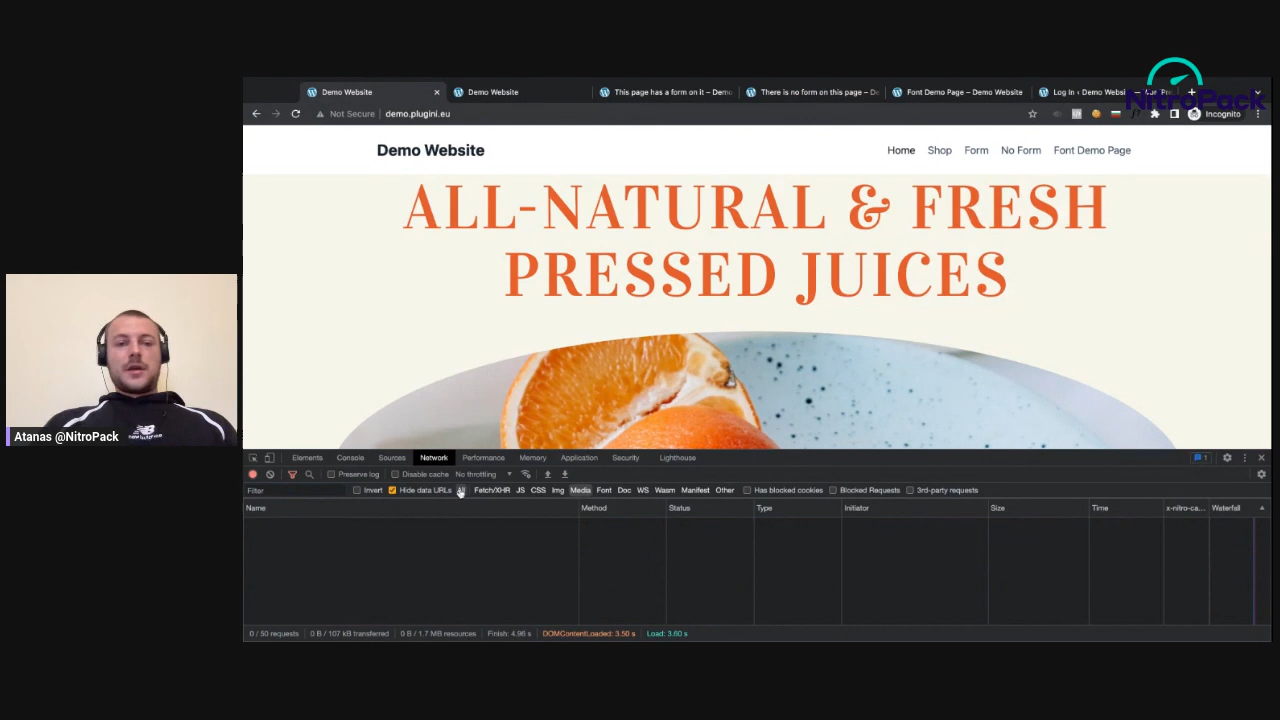 NitroPack
Demo Website
Demo Website
This page has a form on it – Demo
There is no form on this page – De
Font Demo Page – Demo Website
Log In ‹ Demo Websi
Not Secure
demo.plugini.eu
Incognito
Demo Website
Home
Shop
Form
No Form
Font Demo Page
ALL-NATURAL & FRESH
PRESSED JUICES
Atanas @NitroPack
Elements
Console
Sources
Network
Performance
Memory
Application
Security
Lighthouse
1
Preserve log
Disable cache
No throttling
Filter
Invert
Hide data URLs
All
Fetch/XHR
JS
CSS
Img
Media
Font
Doc
WS
Wasm
Manifest
Other
Has blocked cookies
Blocked Requests
3rd-party requests
Name
Method
Status
Type
Initiator
Size
Time
x-nitro-ca...
Waterfall
0 / 50 requests
0 B / 107 kB transferred
0 B / 1.7 MB resources
Finish: 4.96 s
DOMContentLoaded: 3.50 s
Load: 3.60 s